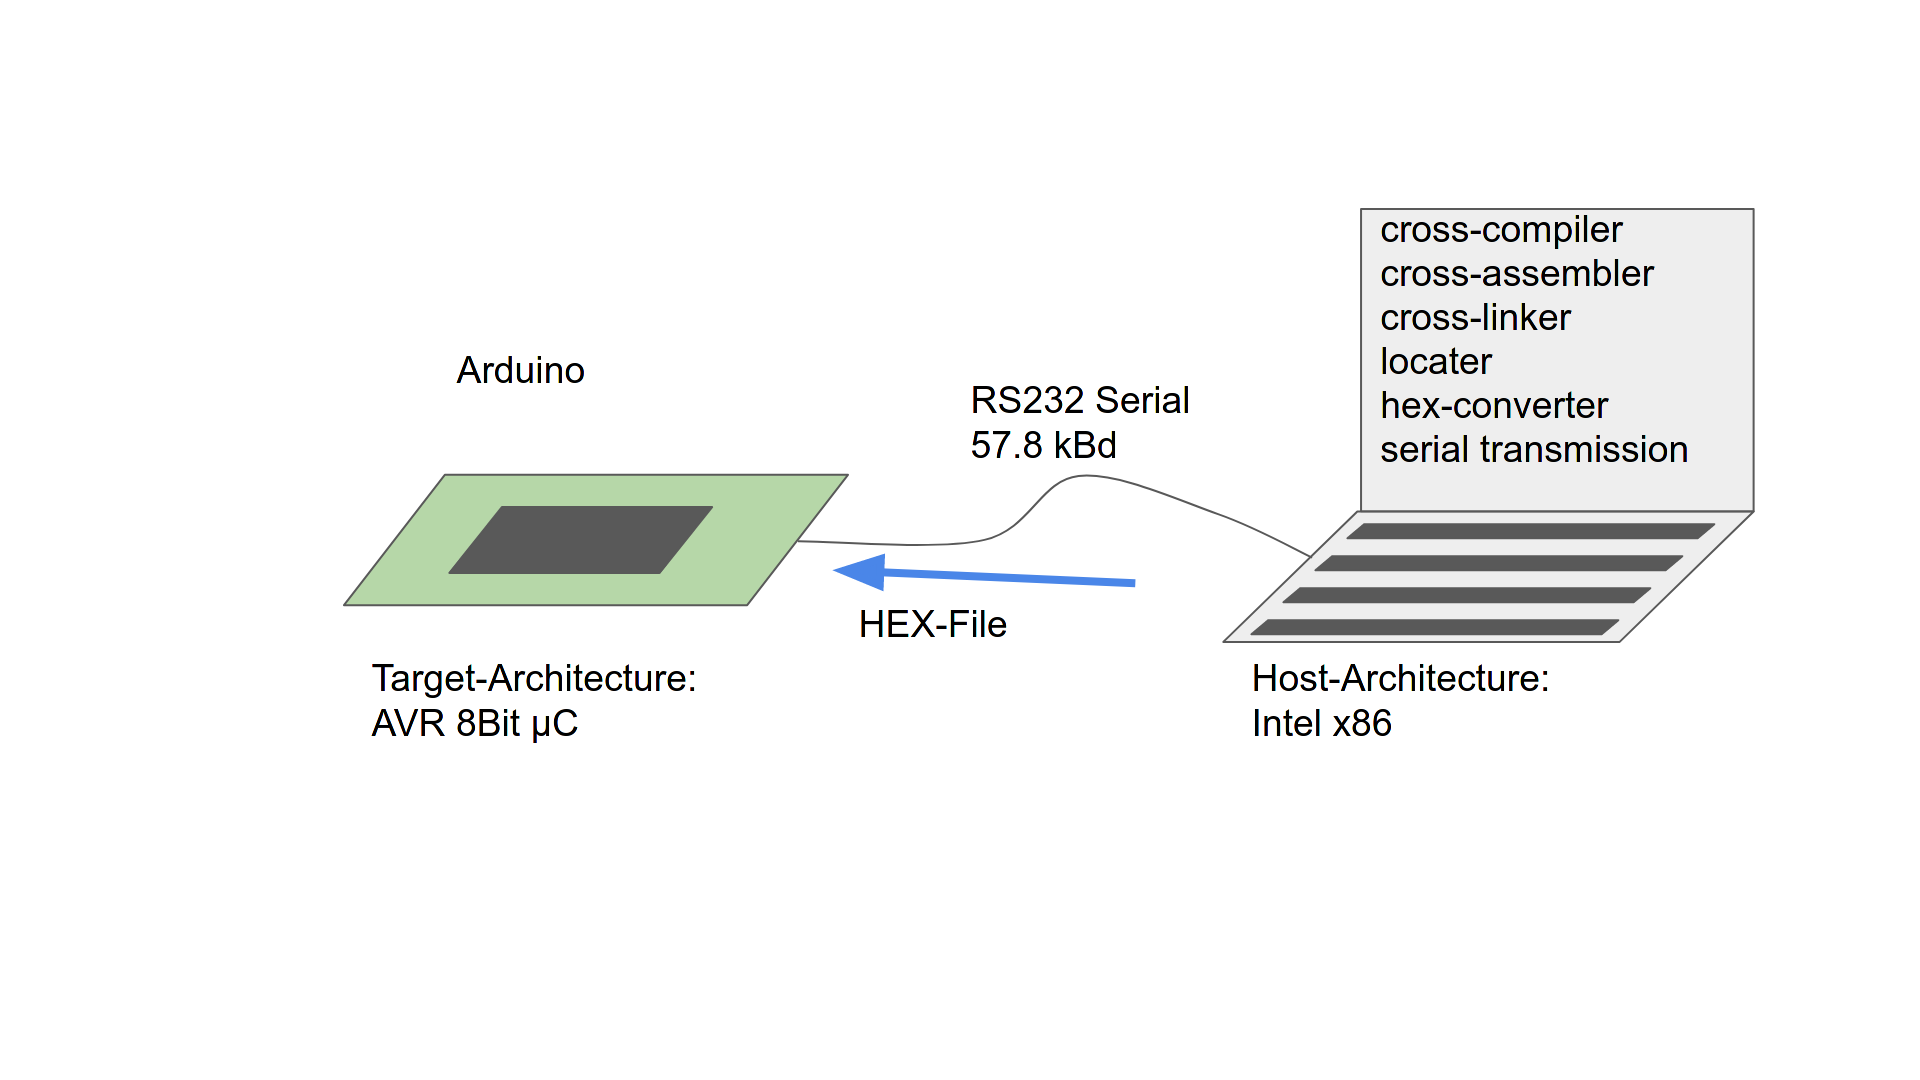 Arduino
RS232 Serial
57.8 kBd
cross-compiler
cross-assembler
cross-linker
locater
hex-converter
serial transmission
HEX-File
Target-Architecture:
AVR 8Bit µC
Host-Architecture:
Intel x86